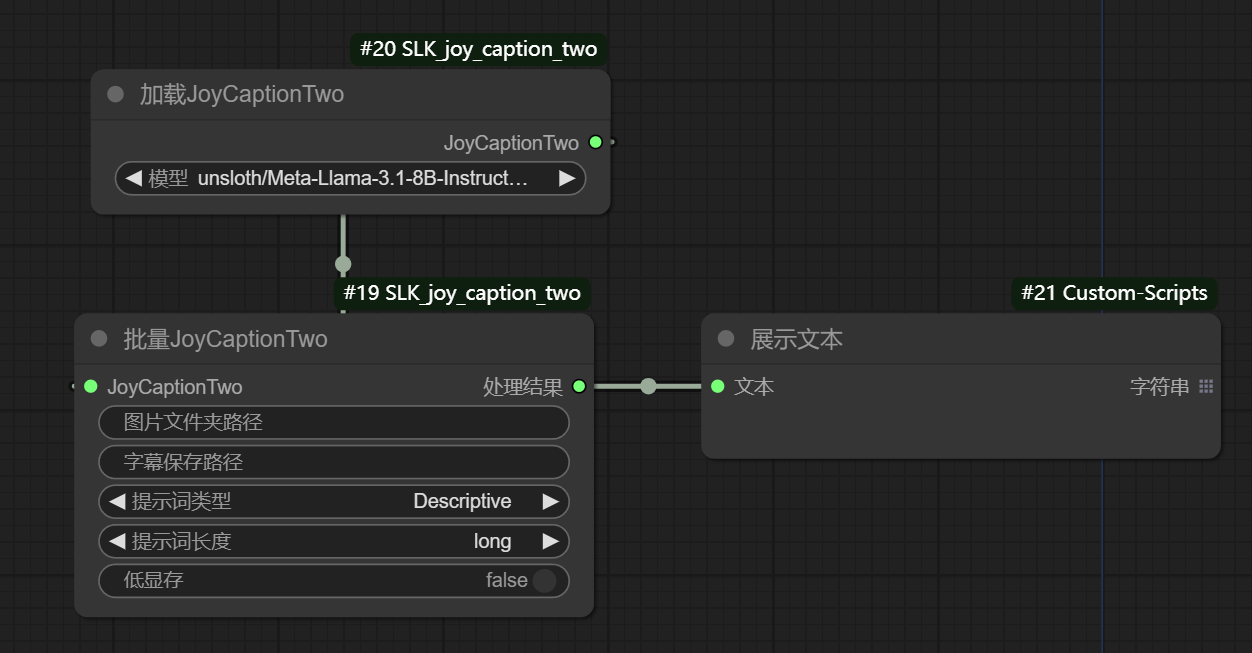 #20 SLK_joy_caption_two
加载JoyCaptionTwo
JoyCaptionTwo
模型 unsloth/Meta-Llama-3.1-8B-Instruct…
#19 SLK_joy_caption_two
批量JoyCaptionTwo
JoyCaptionTwo 处理结果
图片文件夹路径
字幕保存路径
提示词类型 Descriptive
提示词长度 long
低显存 false
#21 Custom-Scripts
展示文本
文本 字符串